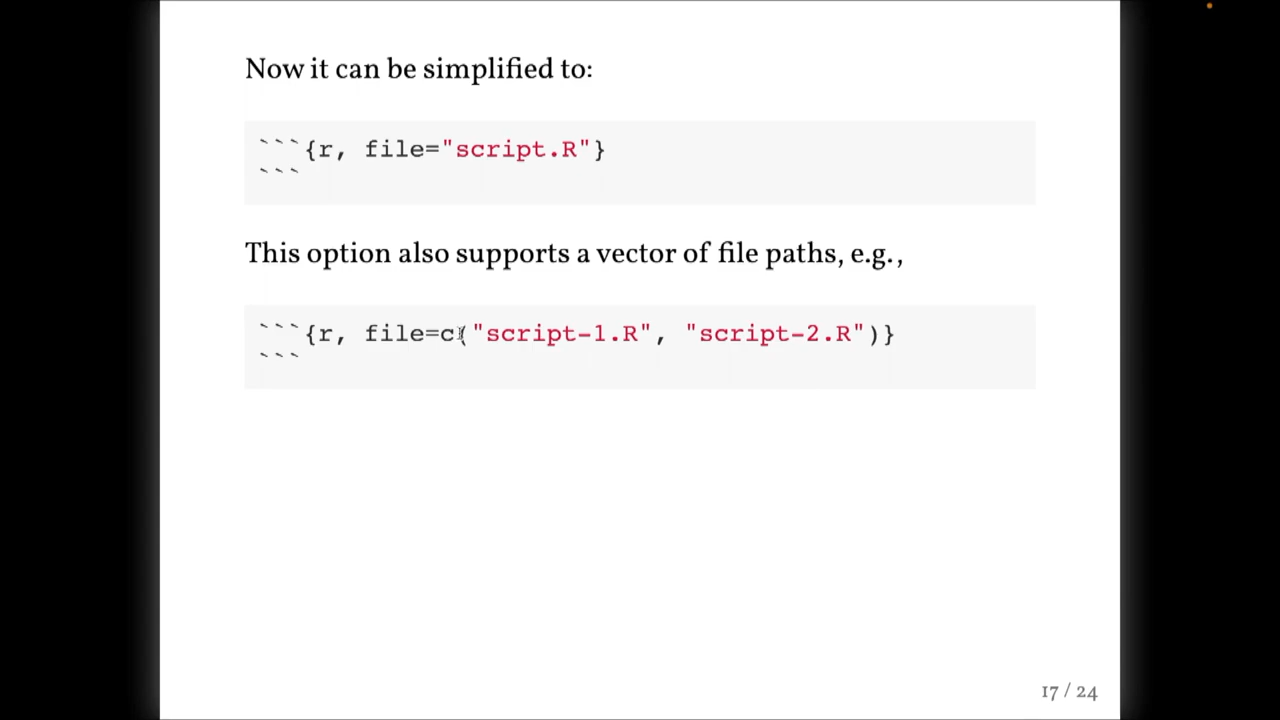 Now it can be simplified to:
```{r, file="script.R"}
```
This option also supports a vector of file paths, e.g.,
```{r, file=c("script-1.R", "script-2.R")}
```
17 / 24